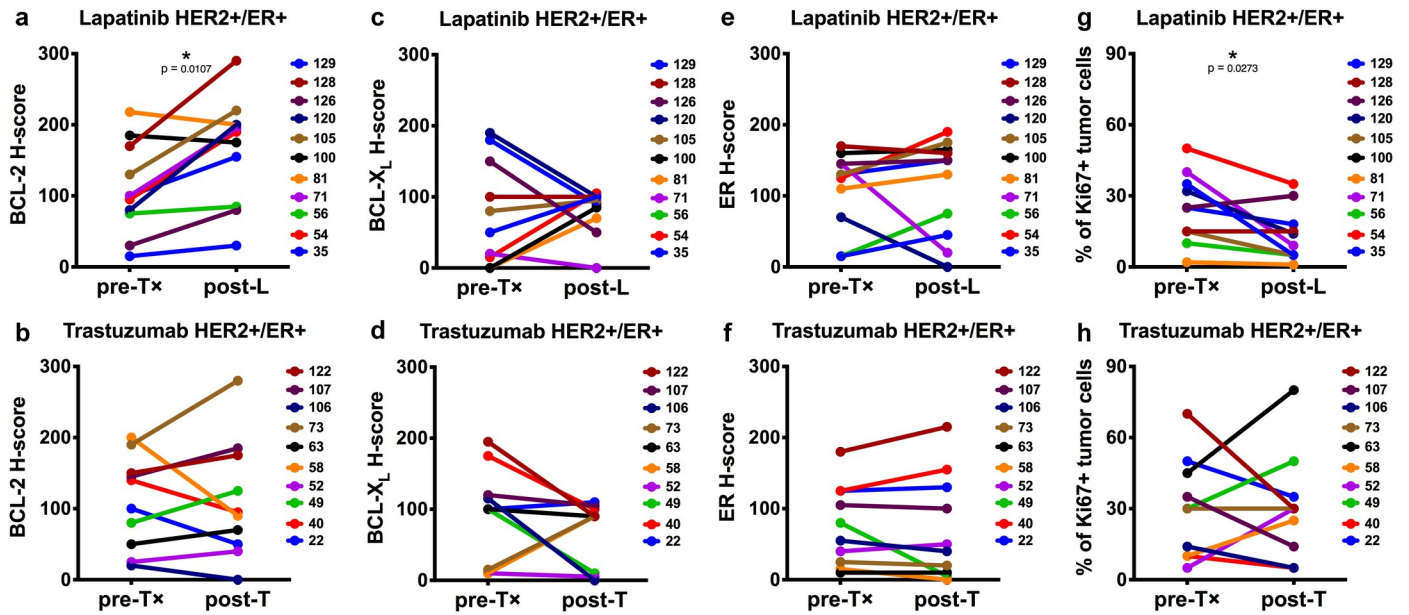 a
Lapatinib HER2+/ER+
BCL-2 H-score
300
200
100
0
*
p = 0.0107
pre-T×
post-L
129
128
126
120
105
100
81
71
56
54
35
c
Lapatinib HER2+/ER+
BCL-XL H-score
300
200
100
0
pre-T×
post-L
129
128
126
120
105
100
81
71
56
54
35
e
Lapatinib HER2+/ER+
ER H-score
300
200
100
0
pre-T×
post-L
129
128
126
120
105
100
81
71
56
54
35
g
Lapatinib HER2+/ER+
% of Ki67+ tumor cells
90
60
30
0
*
p = 0.0273
pre-T×
post-L
129
128
126
120
105
100
81
71
56
54
35
b
Trastuzumab HER2+/ER+
BCL-2 H-score
300
200
100
0
pre-T×
post-T
122
107
106
73
63
58
52
49
40
22
d
Trastuzumab HER2+/ER+
BCL-XL H-score
300
200
100
0
pre-T×
post-T
122
107
106
73
63
58
52
49
40
22
f
Trastuzumab HER2+/ER+
ER H-score
300
200
100
0
pre-T×
post-T
122
107
106
73
63
58
52
49
40
22
h
Trastuzumab HER2+/ER+
% of Ki67+ tumor cells
90
60
30
0
pre-T×
post-T
122
107
106
73
63
58
52
49
40
22